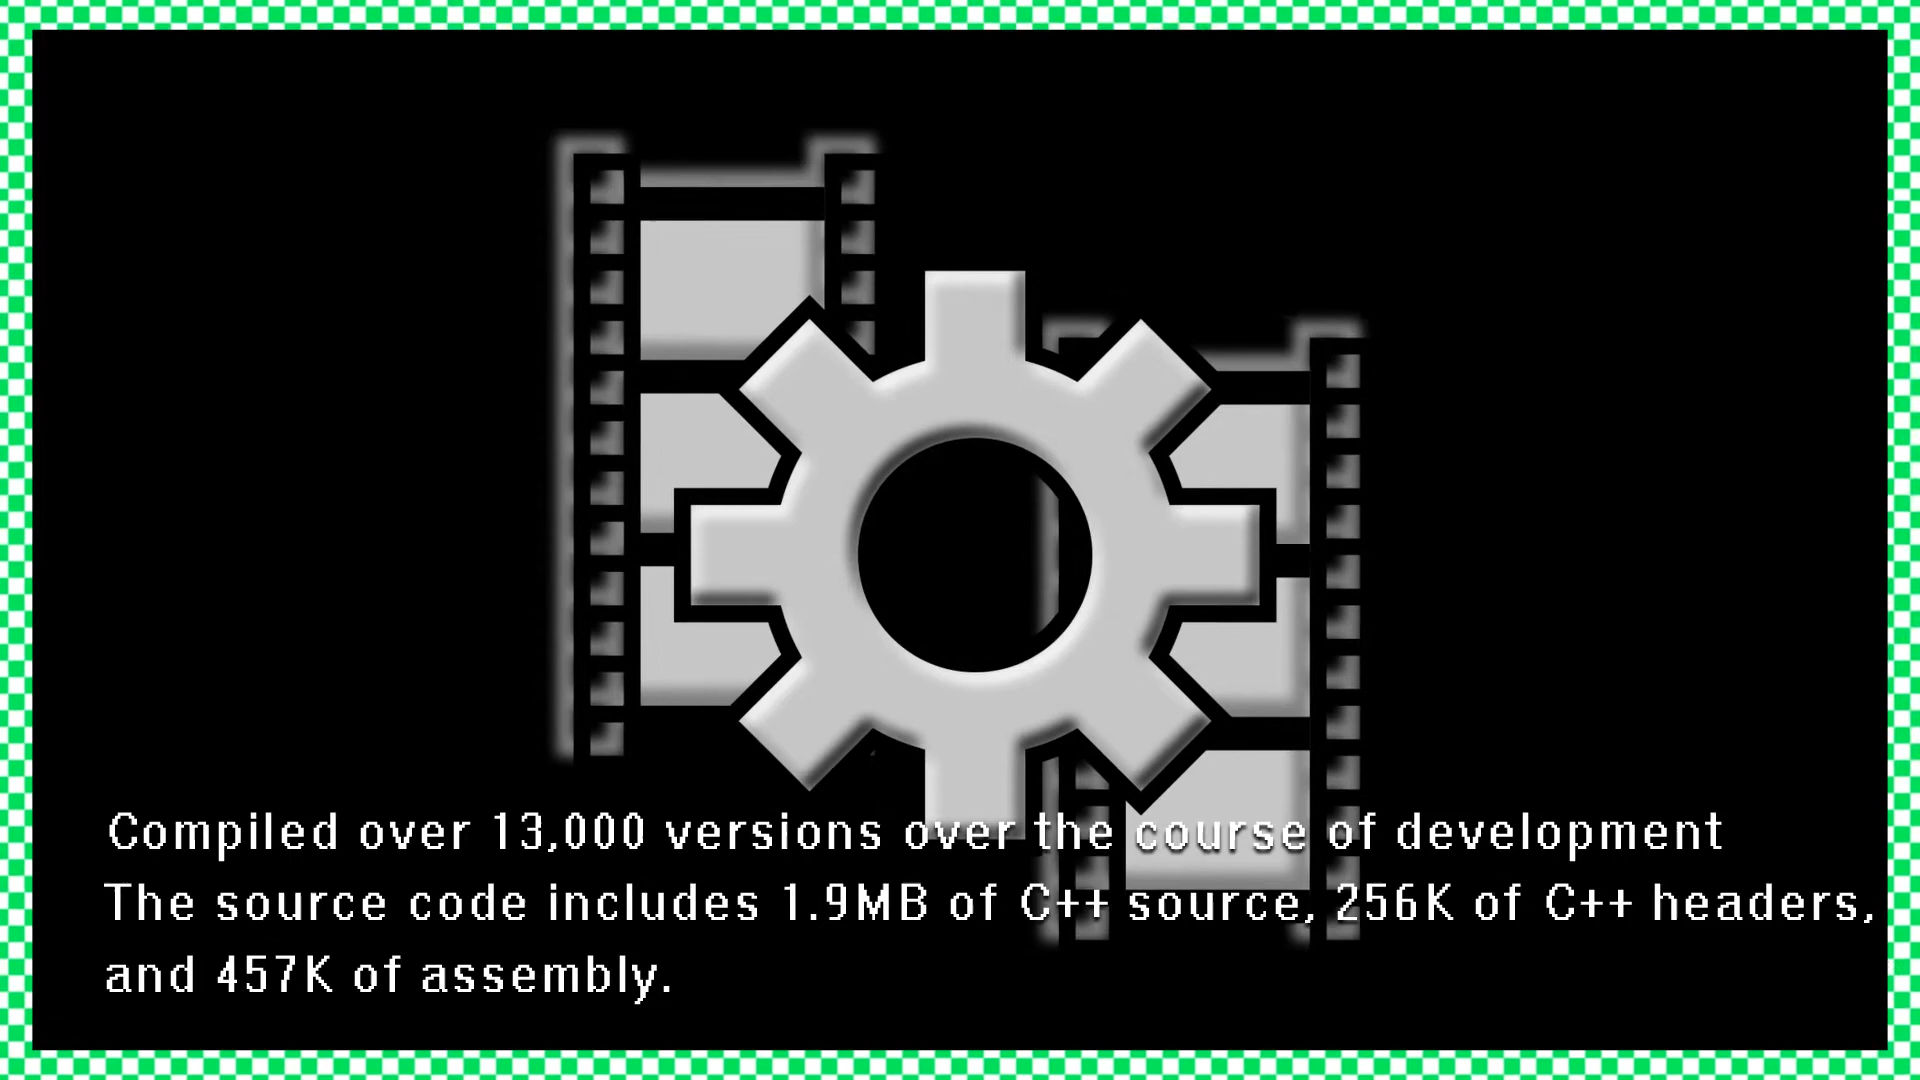 Compiled over 13,000 versions over the course of development
The source code includes 1.9MB of C++ source, 256K of C++ headers,
and 457K of assembly.